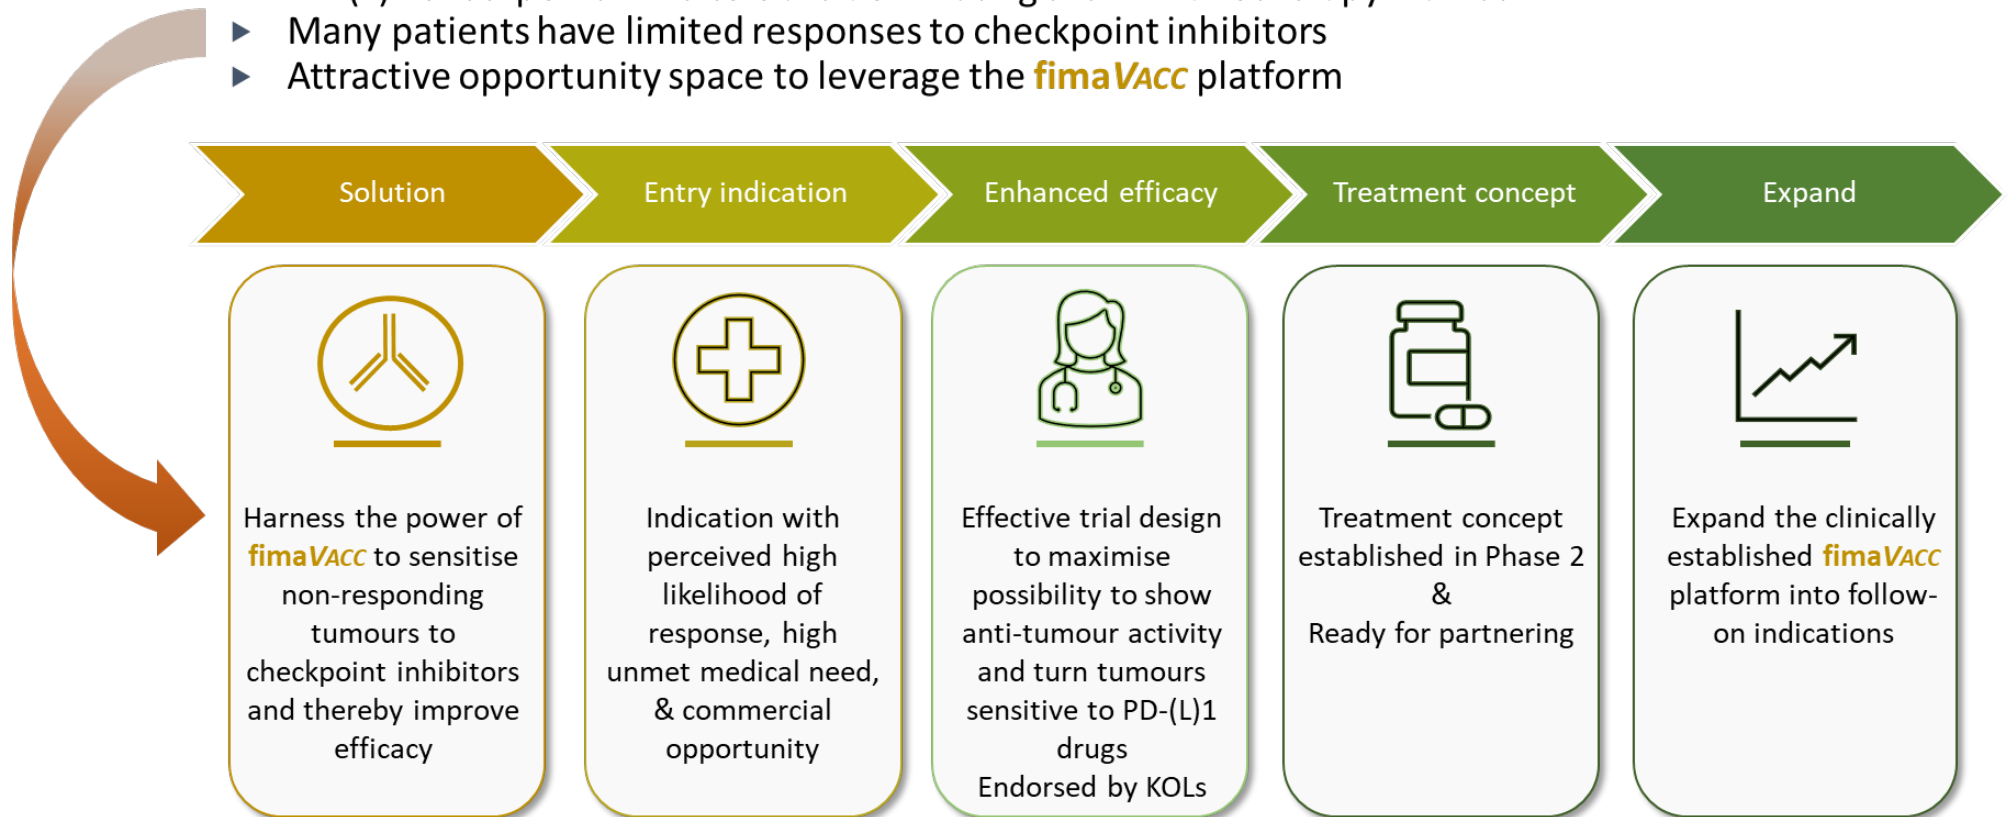 Many patients have limited responses to checkpoint inhibitors
Attractive opportunity space to leverage the fimaVACC platform
Solution
Entry indication
Enhanced efficacy
Treatment concept
Expand
Harness the power of
fimaVACC to sensitise
non-responding
tumours to
checkpoint inhibitors
and thereby improve
efficacy
Indication with
perceived high
likelihood of
response, high
unmet medical need,
& commercial
opportunity
Effective trial design
to maximise
possibility to show
anti-tumour activity
and turn tumours
sensitive to PD-(L)1
drugs
Endorsed by KOLs
Treatment concept
established in Phase 2
&
Ready for partnering
Expand the clinically
established fimaVACC
platform into follow-
on indications